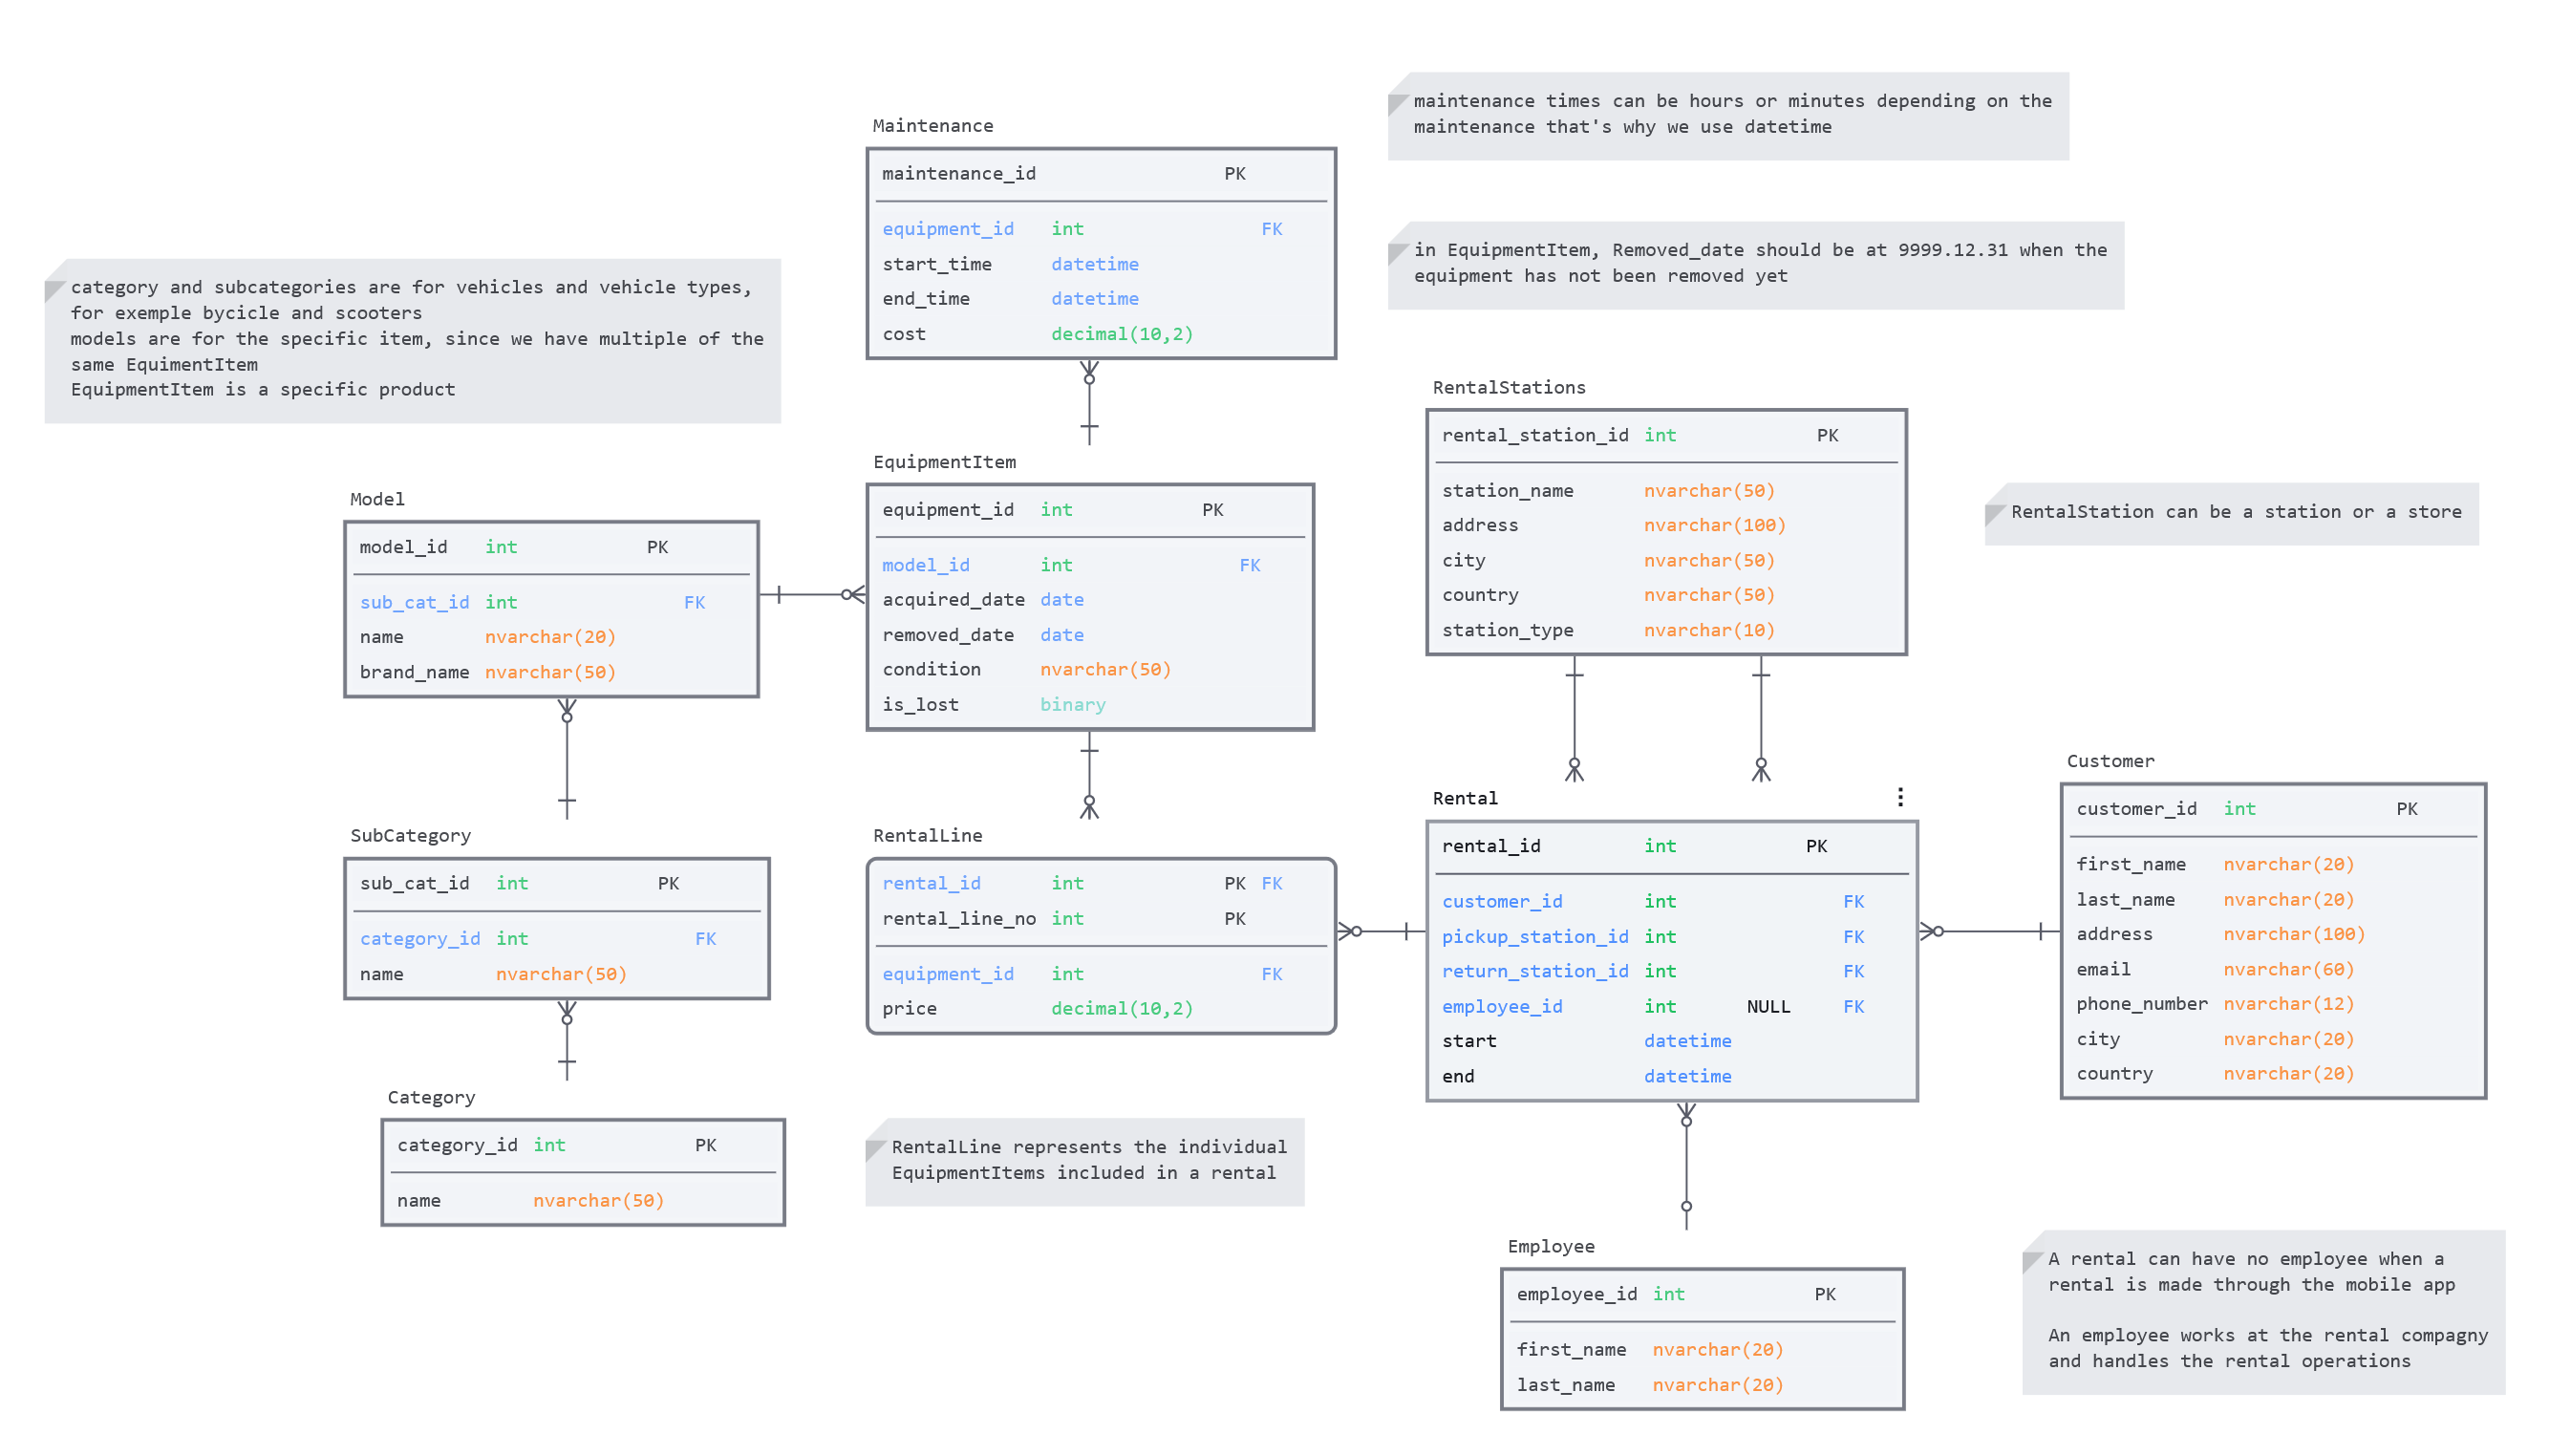 maintenance times can be hours or minutes depending on the
maintenance that's why we use datetime
Maintenance
maintenance_id PK
equipment_id int FK
start_time datetime
end_time datetime
cost decimal(10,2)
in EquipmentItem, Removed_date should be at 9999.12.31 when the
equipment has not been removed yet
category and subcategories are for vehicles and vehicle types,
for exemple bycicle and scooters
models are for the specific item, since we have multiple of the
same EquimentItem
EquipmentItem is a specific product
RentalStations
rental_station_id int PK
station_name nvarchar(50)
address nvarchar(100)
city nvarchar(50)
country nvarchar(50)
station_type nvarchar(10)
EquipmentItem
equipment_id int PK
model_id int FK
acquired_date date
removed_date date
condition nvarchar(50)
is_lost binary
Model
model_id int PK
sub_cat_id int FK
name nvarchar(20)
brand_name nvarchar(50)
RentalStation can be a station or a store
Customer
customer_id int PK
first_name nvarchar(20)
last_name nvarchar(20)
address nvarchar(100)
email nvarchar(60)
phone_number nvarchar(12)
city nvarchar(20)
country nvarchar(20)
Rental
rental_id int PK
customer_id int FK
pickup_station_id int FK
return_station_id int FK
employee_id int NULL FK
start datetime
end datetime
SubCategory
sub_cat_id int PK
category_id int FK
name nvarchar(50)
RentalLine
rental_id int PK FK
rental_line_no int PK
equipment_id int FK
price decimal(10,2)
Category
category_id int PK
name nvarchar(50)
RentalLine represents the individual
EquipmentItems included in a rental
Employee
employee_id int PK
first_name nvarchar(20)
last_name nvarchar(20)
A rental can have no employee when a
rental is made through the mobile app
An employee works at the rental compagny
and handles the rental operations